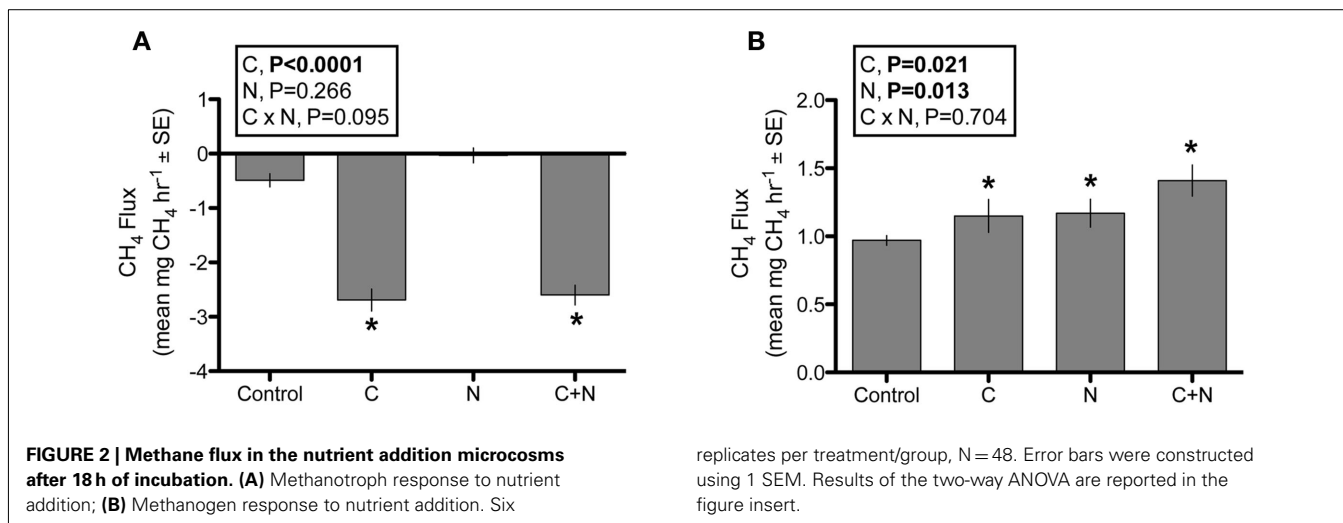 A
C, P<0.0001
N, P=0.266
C x N, P=0.095
CH4 Flux
(mean mg CH4 hr-1 ± SE)
1
0
-1
-2
-3
-4
*
*
Control C N C+N
B
C, P=0.021
N, P=0.013
C x N, P=0.704
CH4 Flux
(mean mg CH4 hr-1 ± SE)
2.0
1.5
1.0
0.5
0.0
*
*
*
Control C N C+N
FIGURE 2 | Methane flux in the nutrient addition microcosms
after 18 h of incubation. (A) Methanotroph response to nutrient
addition; (B) Methanogen response to nutrient addition. Six
replicates per treatment/group, N = 48. Error bars were constructed
using 1 SEM. Results of the two-way ANOVA are reported in the
figure insert.